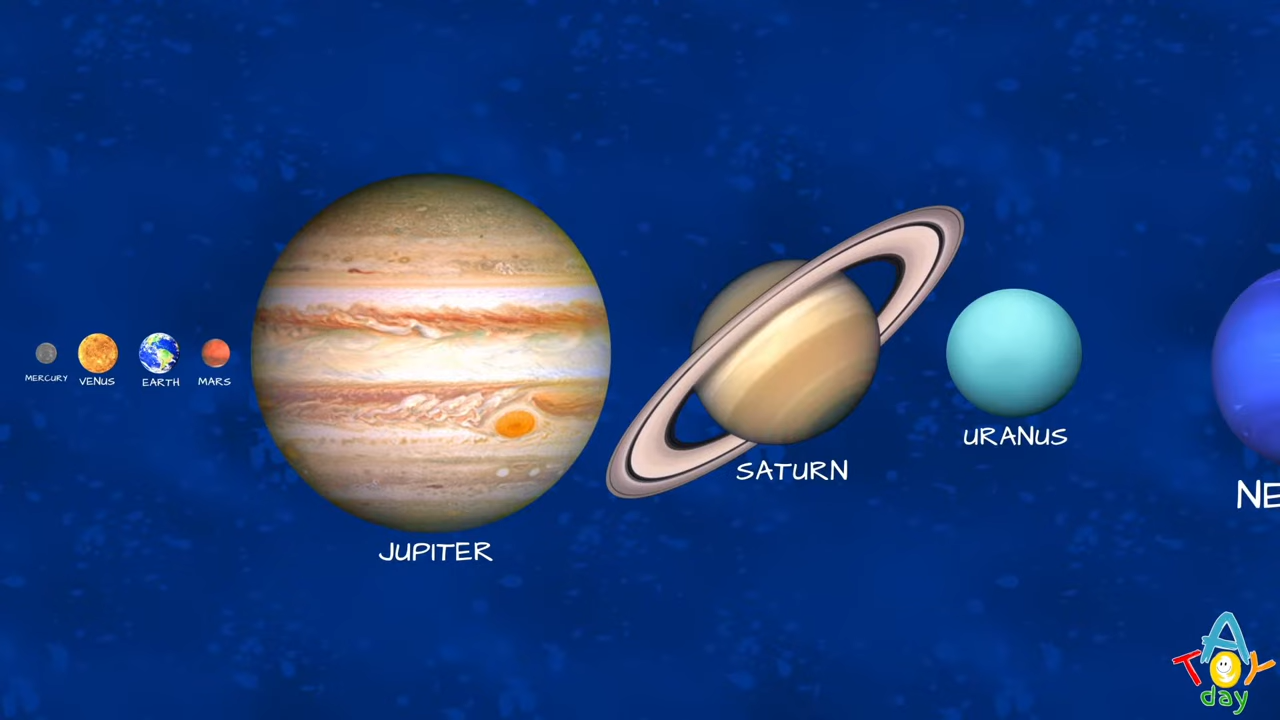 MERCURY
VENUS
EARTH
MARS
JUPITER
SATURN
URANUS
NE
A
TOY
day